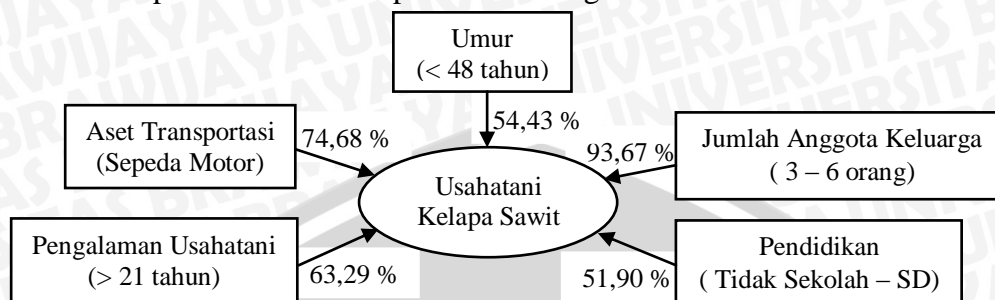 Umur
(< 48 tahun)
Aset Transportasi
(Sepeda Motor)
74,68 %
54,43 %
93,67 %
Jumlah Anggota Keluarga
( 3 – 6 orang)
Usahatani
Kelapa Sawit
Pengalaman Usahatani
(> 21 tahun)
63,29 %
51,90 %
Pendidikan
( Tidak Sekolah – SD)